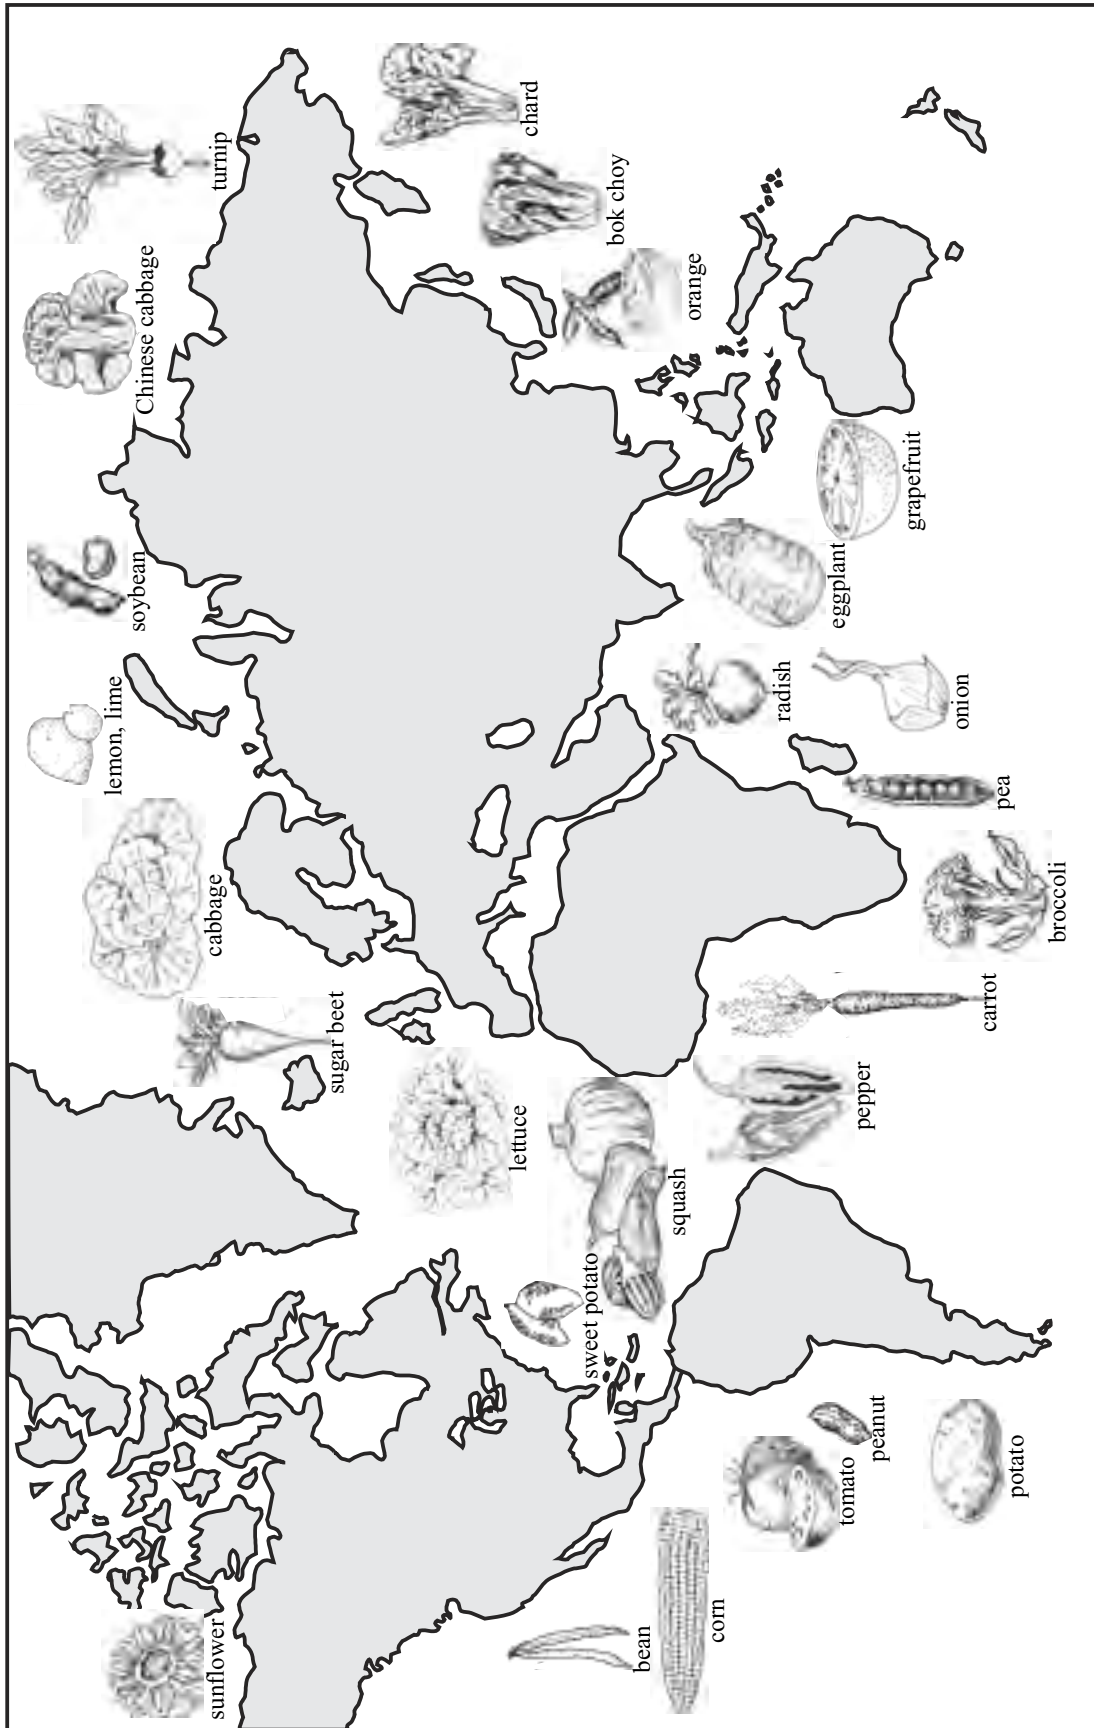 sunflower
cabbage
lemon, lime
soybean
Chinese cabbage
turnip
sugar beet
lettuce
chard
bok choy
orange
sweet potato
squash
bean
corn
pepper
radish
eggplant
grapefruit
tomato
peanut
carrot
pea
onion
potato
broccoli